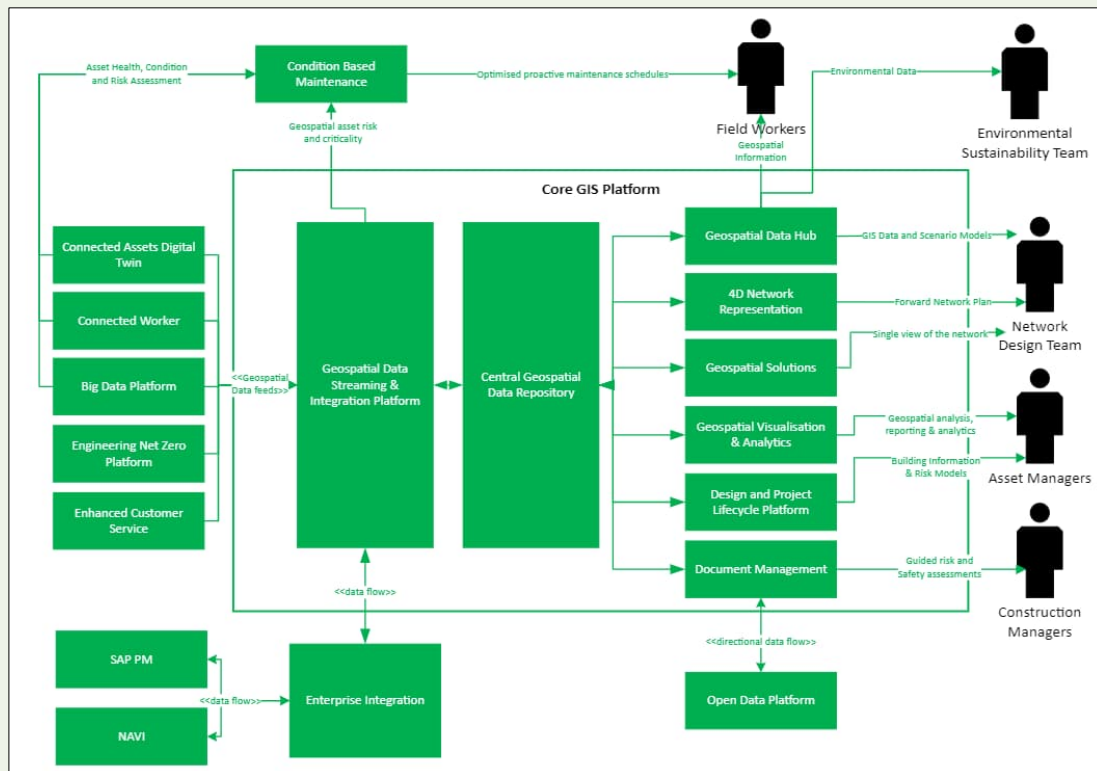 Asset Health, Condition
and Risk Assessment
Condition Based
Maintenance
Optimised proactive maintenance schedules
Environmental Data
Field Workers
Environmental
Sustainability Team
Geospatial asset risk
and criticality
Geospatial
Information
Core GIS Platform
Connected Assets Digital
Twin
Connected Worker
Big Data Platform
Engineering Net Zero
Platform
Enhanced Customer
Service
<<Geospatial
Data feeds>>
Geospatial Data
Streaming &
Integration Platform
Central Geospatial
Data Repository
Geospatial Data Hub
GIS Data and Scenario Models
4D Network
Representation
Forward Network Plan
Network
Design Team
Geospatial Solutions
Single view of the network
Geospatial Visualisation
& Analytics
Geospatial analysis,
reporting & analytics
Design and Project
Lifecycle Platform
Building Information
& Risk Models
Asset Managers
Document Management
Guided risk and
Safety assessments
Construction
Managers
<<data flow>>
<<directional data flow>>
SAP PM
NAVI
<<data flow>>
Enterprise Integration
Open Data Platform